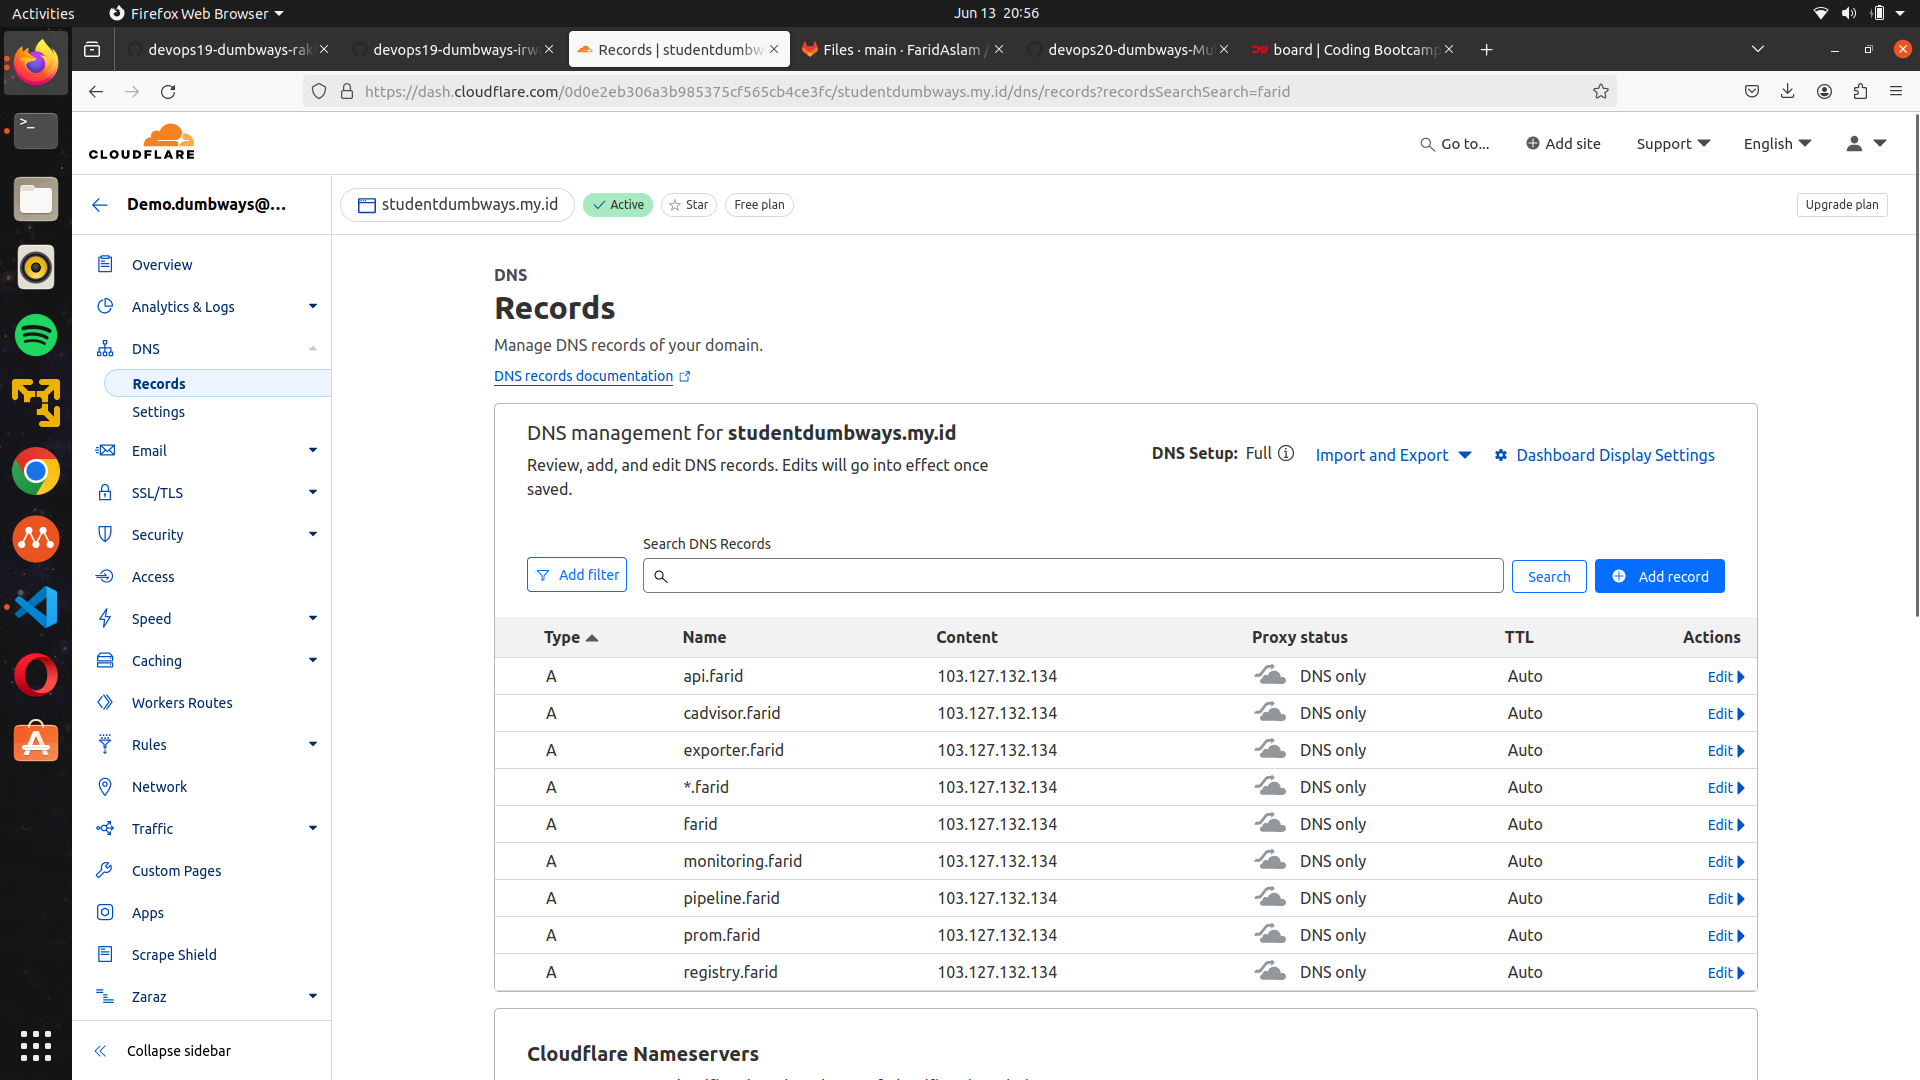 Activities
Firefox Web Browser
Jun 13 20:56
devops19-dumbways-rak
devops19-dumbways-irw
Records | studentdumbw
Files · main · FaridAslam /
devops20-dumbways-Mu
board | Coding Bootcamp
https://dash.cloudflare.com/0d0e2eb306a3b985375cf565cb4ce3fc/studentdumbways.my.id/dns/records?recordsSearchSearch=farid
CLOUDFLARE
Go to...
Add site
Support
English
Demo.dumbways@...
studentdumbways.my.id
Active
Star
Free plan
Upgrade plan
Overview
Analytics & Logs
DNS
Records
Settings
Email
SSL/TLS
Security
Access
Speed
Caching
Workers Routes
Rules
Network
Traffic
Custom Pages
Apps
Scrape Shield
Zaraz
Collapse sidebar
DNS
Records
Manage DNS records of your domain.
DNS records documentation
DNS management for studentdumbways.my.id
Review, add, and edit DNS records. Edits will go into effect once
saved.
DNS Setup: Full
Import and Export
Dashboard Display Settings
Search DNS Records
Add filter
Search
Add record
Type Name Content Proxy status TTL Actions
A api.farid 103.127.132.134 DNS only Auto Edit
A cadvisor.farid 103.127.132.134 DNS only Auto Edit
A exporter.farid 103.127.132.134 DNS only Auto Edit
A *.farid 103.127.132.134 DNS only Auto Edit
A farid 103.127.132.134 DNS only Auto Edit
A monitoring.farid 103.127.132.134 DNS only Auto Edit
A pipeline.farid 103.127.132.134 DNS only Auto Edit
A prom.farid 103.127.132.134 DNS only Auto Edit
A registry.farid 103.127.132.134 DNS only Auto Edit
Cloudflare Nameservers